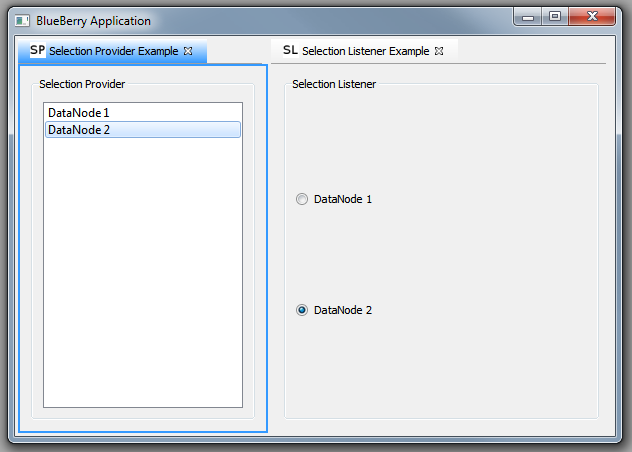 BlueBerry Application
SP Selection Provider Example
SL Selection Listener Example
Selection Provider
DataNode 1
DataNode 2
Selection Listener
DataNode 1
DataNode 2